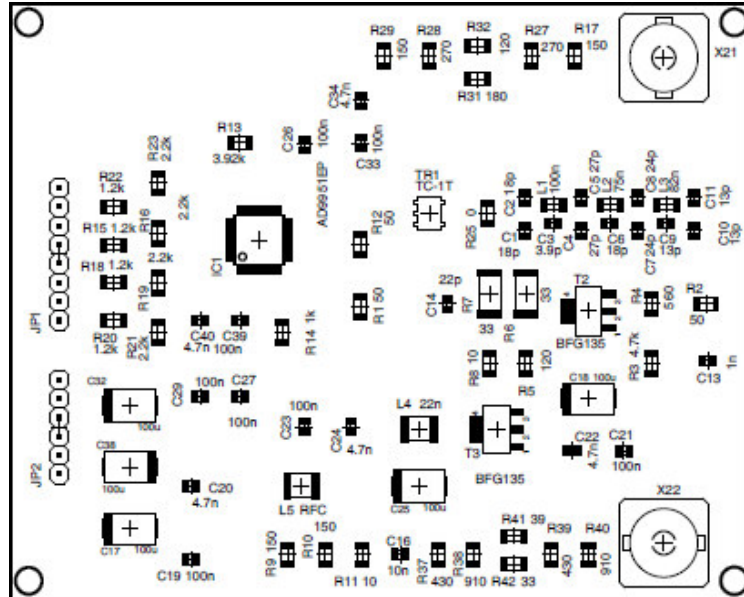 R29 150
R28 270
R32 120
R27 270
R17 150
X21
R31 180
C34 4.7n
R23 2.2k
R13 3.92k
C26 100n
100n C33
AD9951EP
TR1
TC-1T
R22
1.2k
R15 1.2k
R16 2.2k
R18 1.2k
2.2k
R19
R20
1.2k
R21
2.2k
JP1
IC1
R12 50
R1 50
R14 1k
C40
4.7n
C39
100n
R25 0
C2 18p
L1 100n
C5 27p
L2 75n
C8 24p
L3 82n
C11
13p
C1
18p
C3
3.9p
C4 27p
C6
18p
C7 24p
C9
13p
C10
13p
22p
C14
R7
33
R6
33
T2
BFG135
R4 560
R2
50
R3 4.7k
C13 1n
R8 10
R5 120
C18 100u
JP2
C32
100u
C29
100n
C27
100n
C38
100u
100n
C23
C24
4.7n
L4 22n
T3
BFG135
C22
4.7n
C21
100n
C20
4.7n
L5 RFC
C25 100u
C17 100u
C19 100n
R9 150
R10
150
R11 10
C16
10n
R37
430
R38
910
R41 39
R42 33
R39
430
R40
910
X22